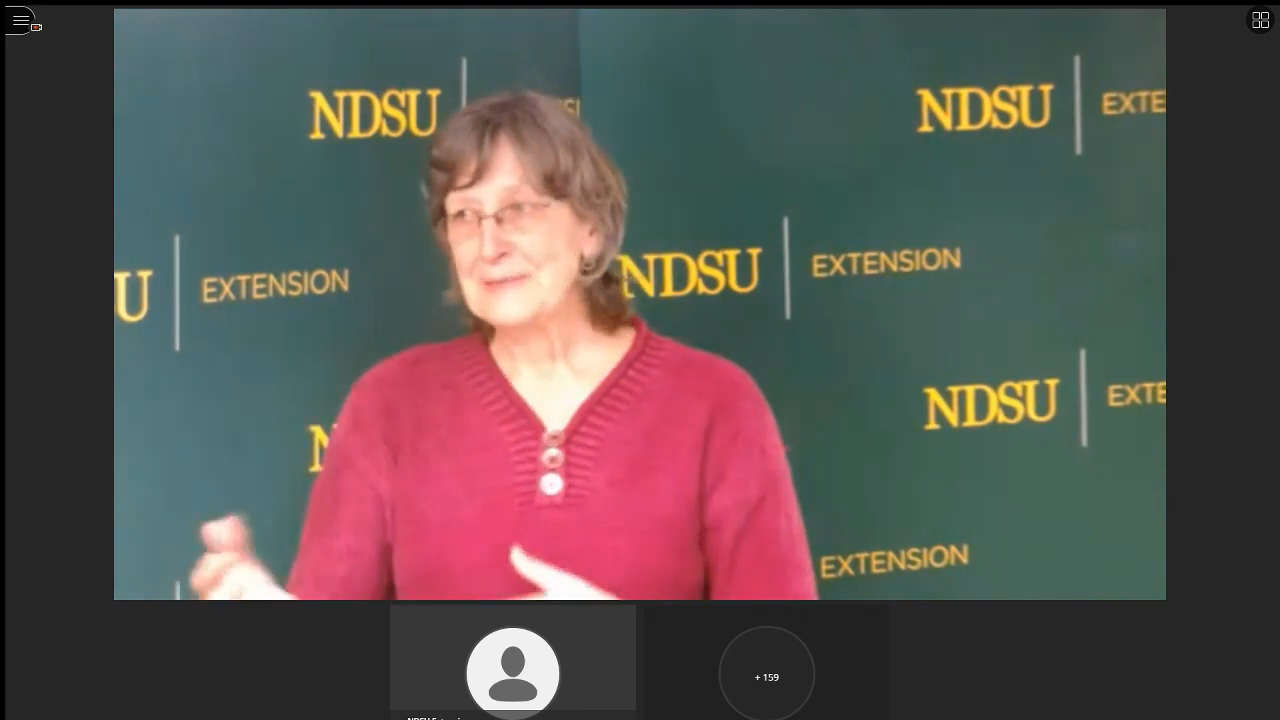 NDSU
NDSU | EXTE
U | EXTENSION
NDSU | EXTENSION
NDSU | EXTE
N
EXTENSION
+ 159